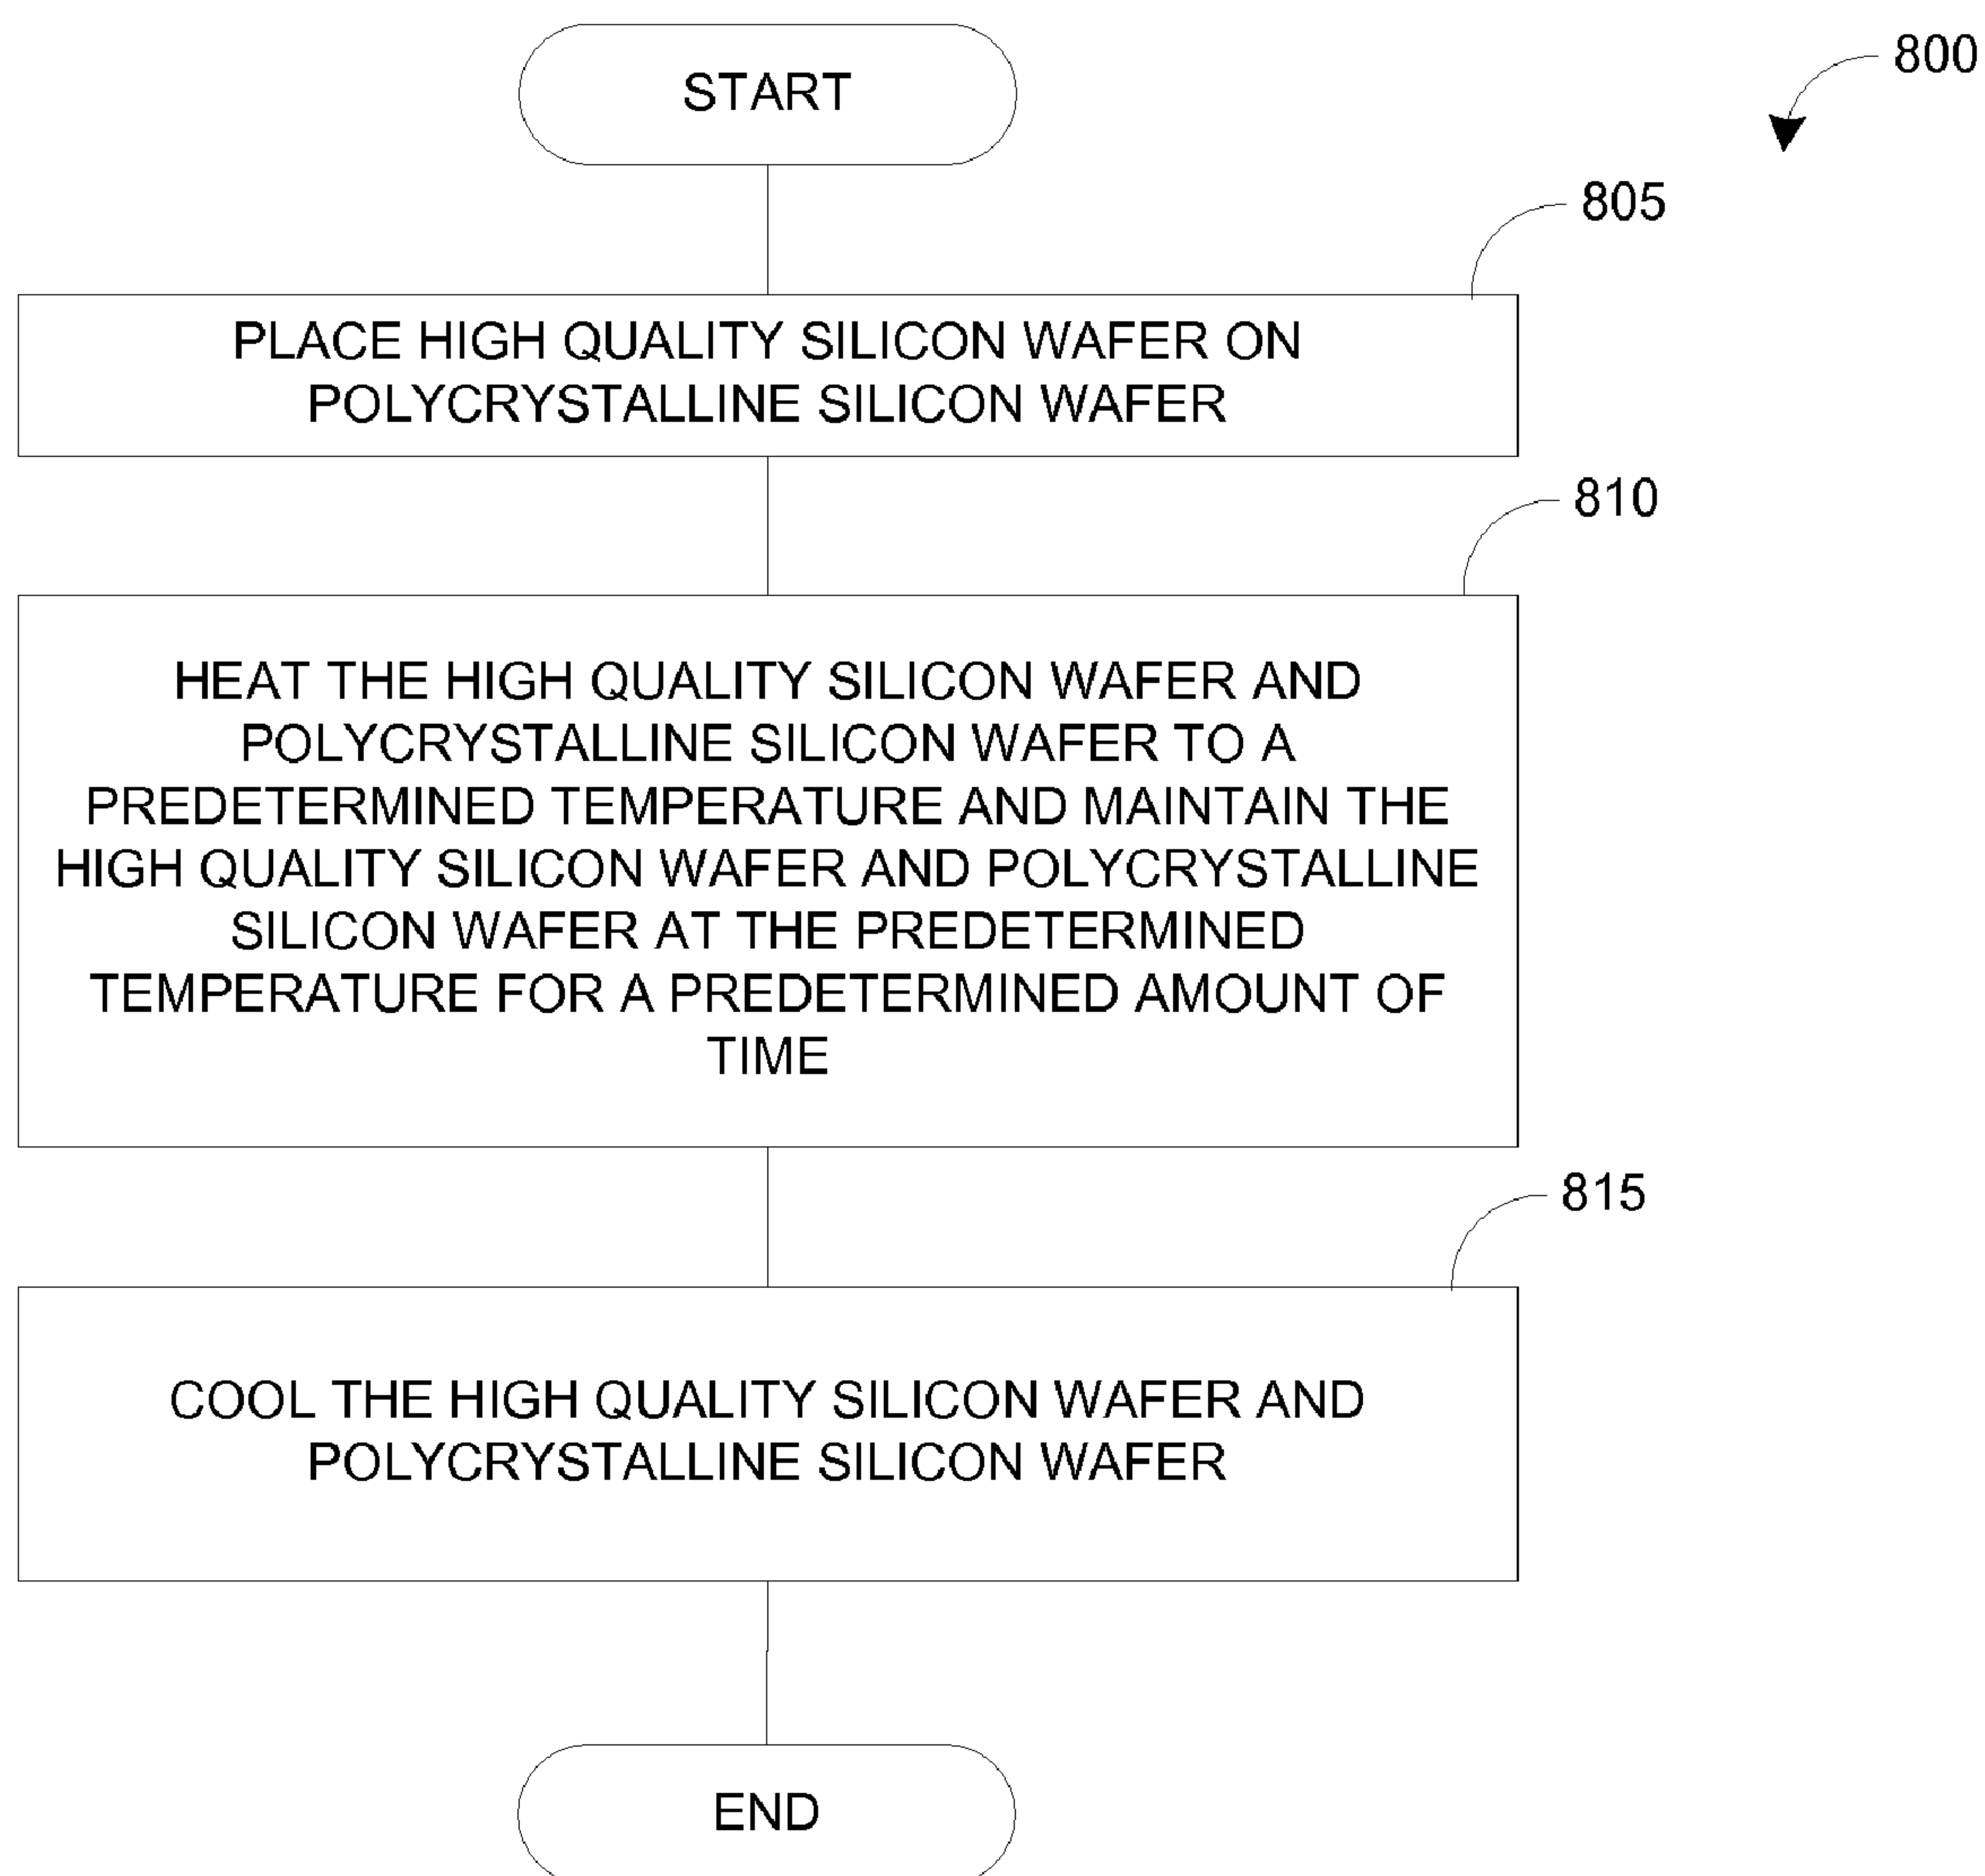 START
800
805
PLACE HIGH QUALITY SILICON WAFER ON
POLYCRYSTALLINE SILICON WAFER
810
HEAT THE HIGH QUALITY SILICON WAFER AND
POLYCRYSTALLINE SILICON WAFER TO A
PREDETERMINED TEMPERATURE AND MAINTAIN THE
HIGH QUALITY SILICON WAFER AND POLYCRYSTALLINE
SILICON WAFER AT THE PREDETERMINED
TEMPERATURE FOR A PREDETERMINED AMOUNT OF
TIME
815
COOL THE HIGH QUALITY SILICON WAFER AND
POLYCRYSTALLINE SILICON WAFER
END